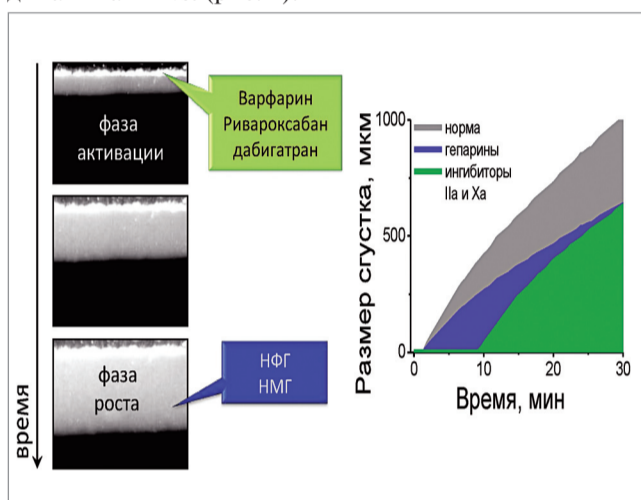 фаза
активации
Варфарин
Ривароксабан
дабигатран
фаза
роста
НФГ
НМГ
время
Размер сгустка, мкм
1000
500
0
норма
гепарины
ингибиторы
IIa и Xa
0
10
20
30
Время, мин